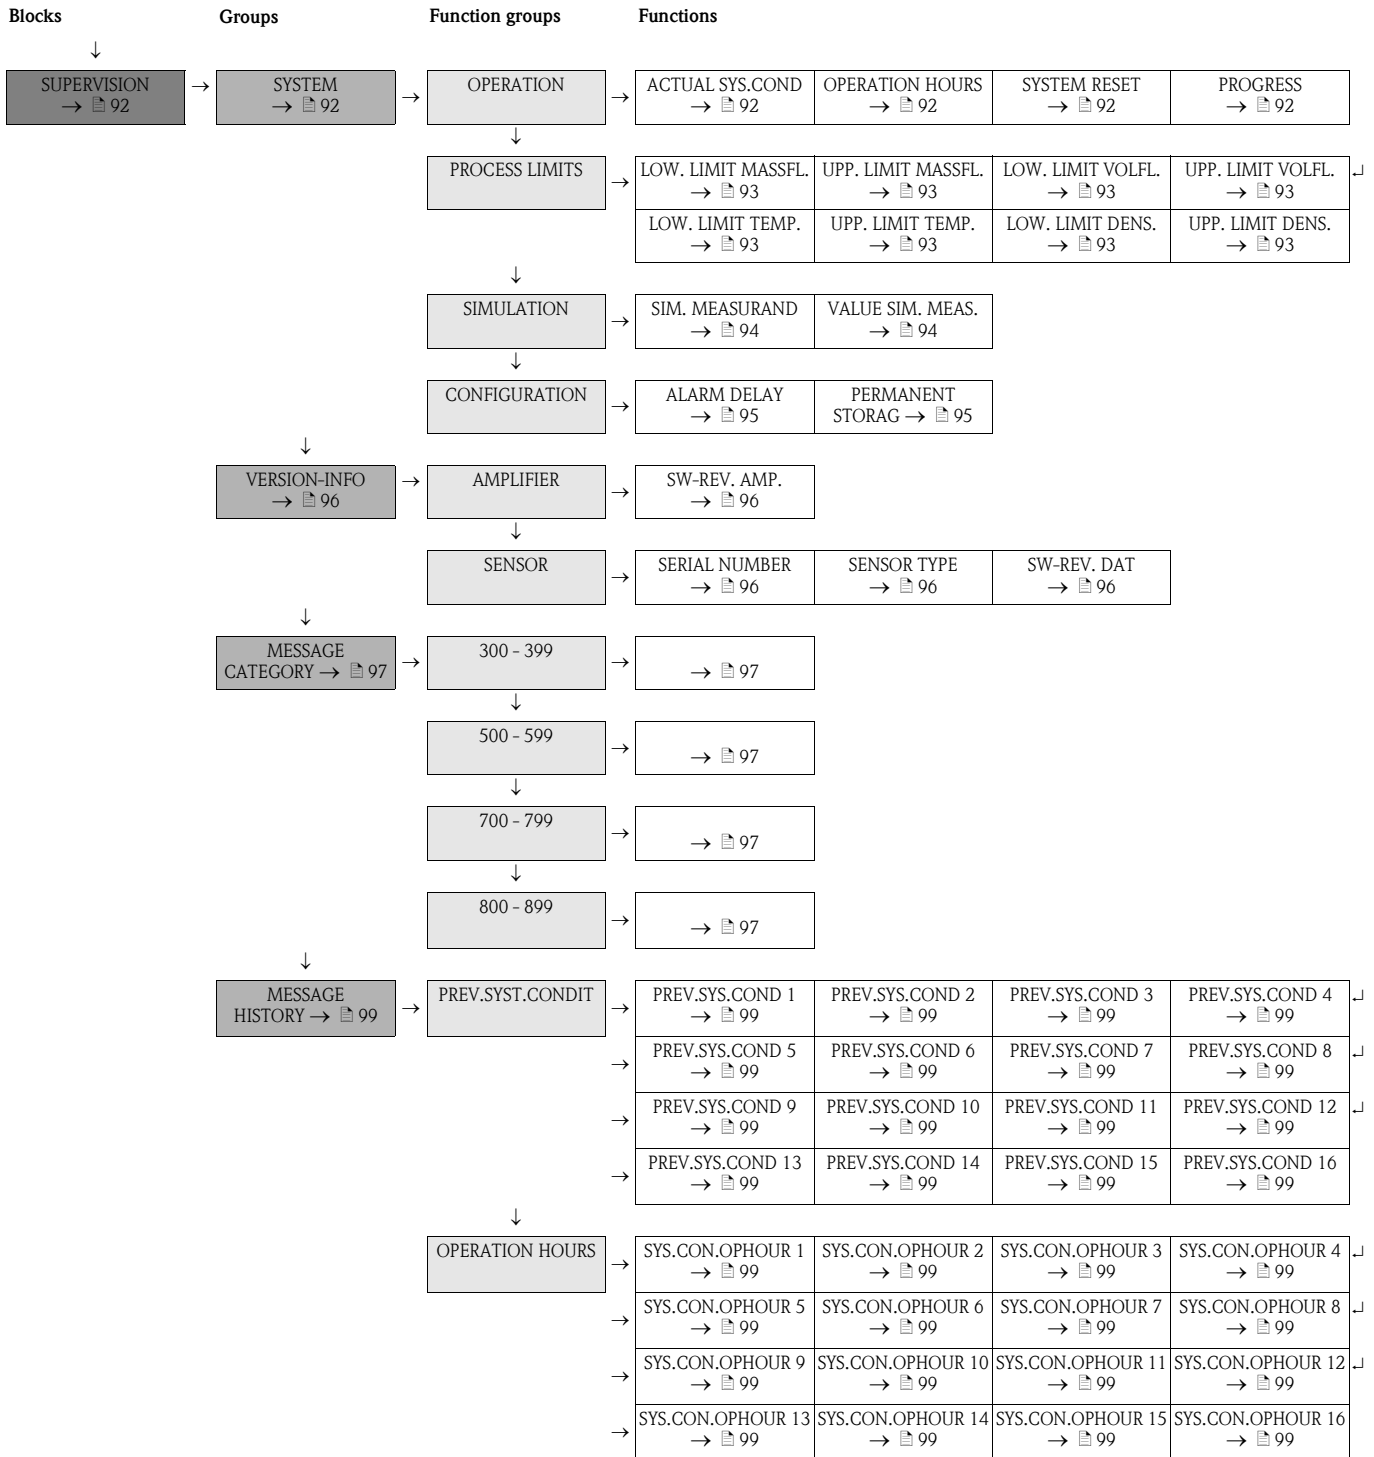 Blocks Groups Function groups Functions
↓
SUPERVISION → SYSTEM → OPERATION → ACTUAL SYS.COND OPERATION HOURS SYSTEM RESET PROGRESS
→ 92 → 92 → 92 → 92 → 92 → 92
↓
PROCESS LIMITS → LOW. LIMIT MASSFL. UPP. LIMIT MASSFL. LOW. LIMIT VOLFL. UPP. LIMIT VOLFL. ↵
→ 93 → 93 → 93 → 93
LOW. LIMIT TEMP. UPP. LIMIT TEMP. LOW. LIMIT DENS. UPP. LIMIT DENS.
→ 93 → 93 → 93 → 93
↓
SIMULATION → SIM. MEASURAND VALUE SIM. MEAS.
→ 94 → 94
↓
CONFIGURATION → ALARM DELAY PERMANENT
→ 95 STORAG → 95
↓
VERSION-INFO → AMPLIFIER → SW-REV. AMP.
→ 96 → 96
↓
SENSOR → SERIAL NUMBER SENSOR TYPE SW-REV. DAT
→ 96 → 96 → 96
↓
MESSAGE → 300 - 399 →
CATEGORY → 97 → 97
↓
500 - 599 →
→ 97
↓
700 - 799 →
→ 97
↓
800 - 899 →
→ 97
↓
MESSAGE → PREV.SYST.CONDIT → PREV.SYS.COND 1 PREV.SYS.COND 2 PREV.SYS.COND 3 PREV.SYS.COND 4 ↵
HISTORY → 99 → 99 → 99 → 99 → 99
→ PREV.SYS.COND 5 PREV.SYS.COND 6 PREV.SYS.COND 7 PREV.SYS.COND 8 ↵
→ 99 → 99 → 99 → 99
→ PREV.SYS.COND 9 PREV.SYS.COND 10 PREV.SYS.COND 11 PREV.SYS.COND 12 ↵
→ 99 → 99 → 99 → 99
→ PREV.SYS.COND 13 PREV.SYS.COND 14 PREV.SYS.COND 15 PREV.SYS.COND 16
→ 99 → 99 → 99 → 99
↓
OPERATION HOURS → SYS.CON.OPHOUR 1 SYS.CON.OPHOUR 2 SYS.CON.OPHOUR 3 SYS.CON.OPHOUR 4 ↵
→ 99 → 99 → 99 → 99
→ SYS.CON.OPHOUR 5 SYS.CON.OPHOUR 6 SYS.CON.OPHOUR 7 SYS.CON.OPHOUR 8 ↵
→ 99 → 99 → 99 → 99
→ SYS.CON.OPHOUR 9 SYS.CON.OPHOUR 10 SYS.CON.OPHOUR 11 SYS.CON.OPHOUR 12 ↵
→ 99 → 99 → 99 → 99
→ SYS.CON.OPHOUR 13 SYS.CON.OPHOUR 14 SYS.CON.OPHOUR 15 SYS.CON.OPHOUR 16
→ 99 → 99 → 99 → 99